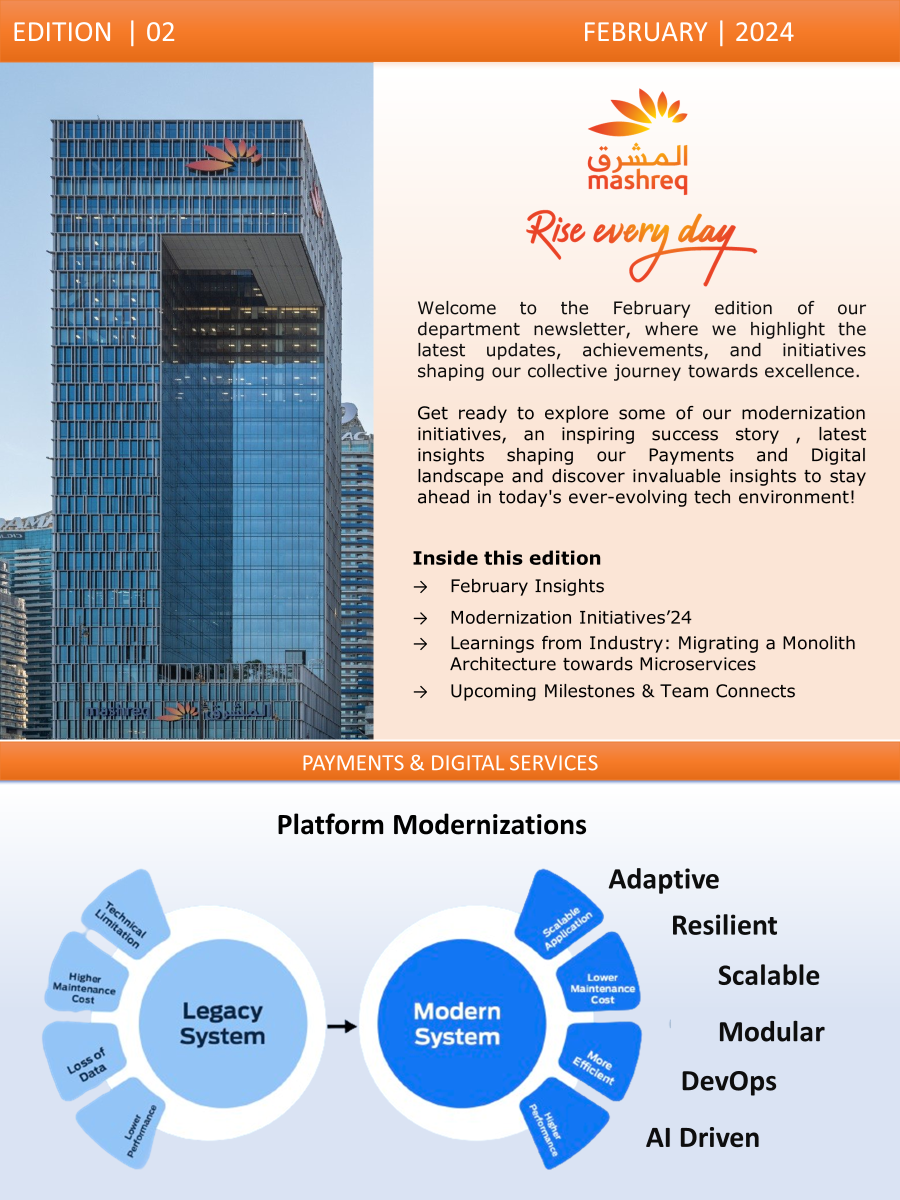 EDITION | 02
FEBRUARY | 2024
المشرق
mashreq
Rise every day
Welcome to the February edition of our
department newsletter, where we highlight the
latest updates, achievements, and initiatives
shaping our collective journey towards excellence.
Get ready to explore some of our modernization
initiatives, an inspiring success story , latest
insights shaping our Payments and Digital
landscape and discover invaluable insights to stay
ahead in today's ever-evolving tech environment!
Inside this edition
→ February Insights
→ Modernization Initiatives’24
→ Learnings from Industry: Migrating a Monolith
Architecture towards Microservices
→ Upcoming Milestones & Team Connects
mashreq المشرق
PAYMENTS & DIGITAL SERVICES
Platform Modernizations
Technical
Limitation
Higher
Maintenance
Cost
Loss of
Data
Lower
Performance
Legacy
System
Modern
System
Scalable
Application
Lower
Maintenance
Cost
More
Efficient
Higher
Performance
Adaptive
Resilient
Scalable
Modular
DevOps
AI Driven